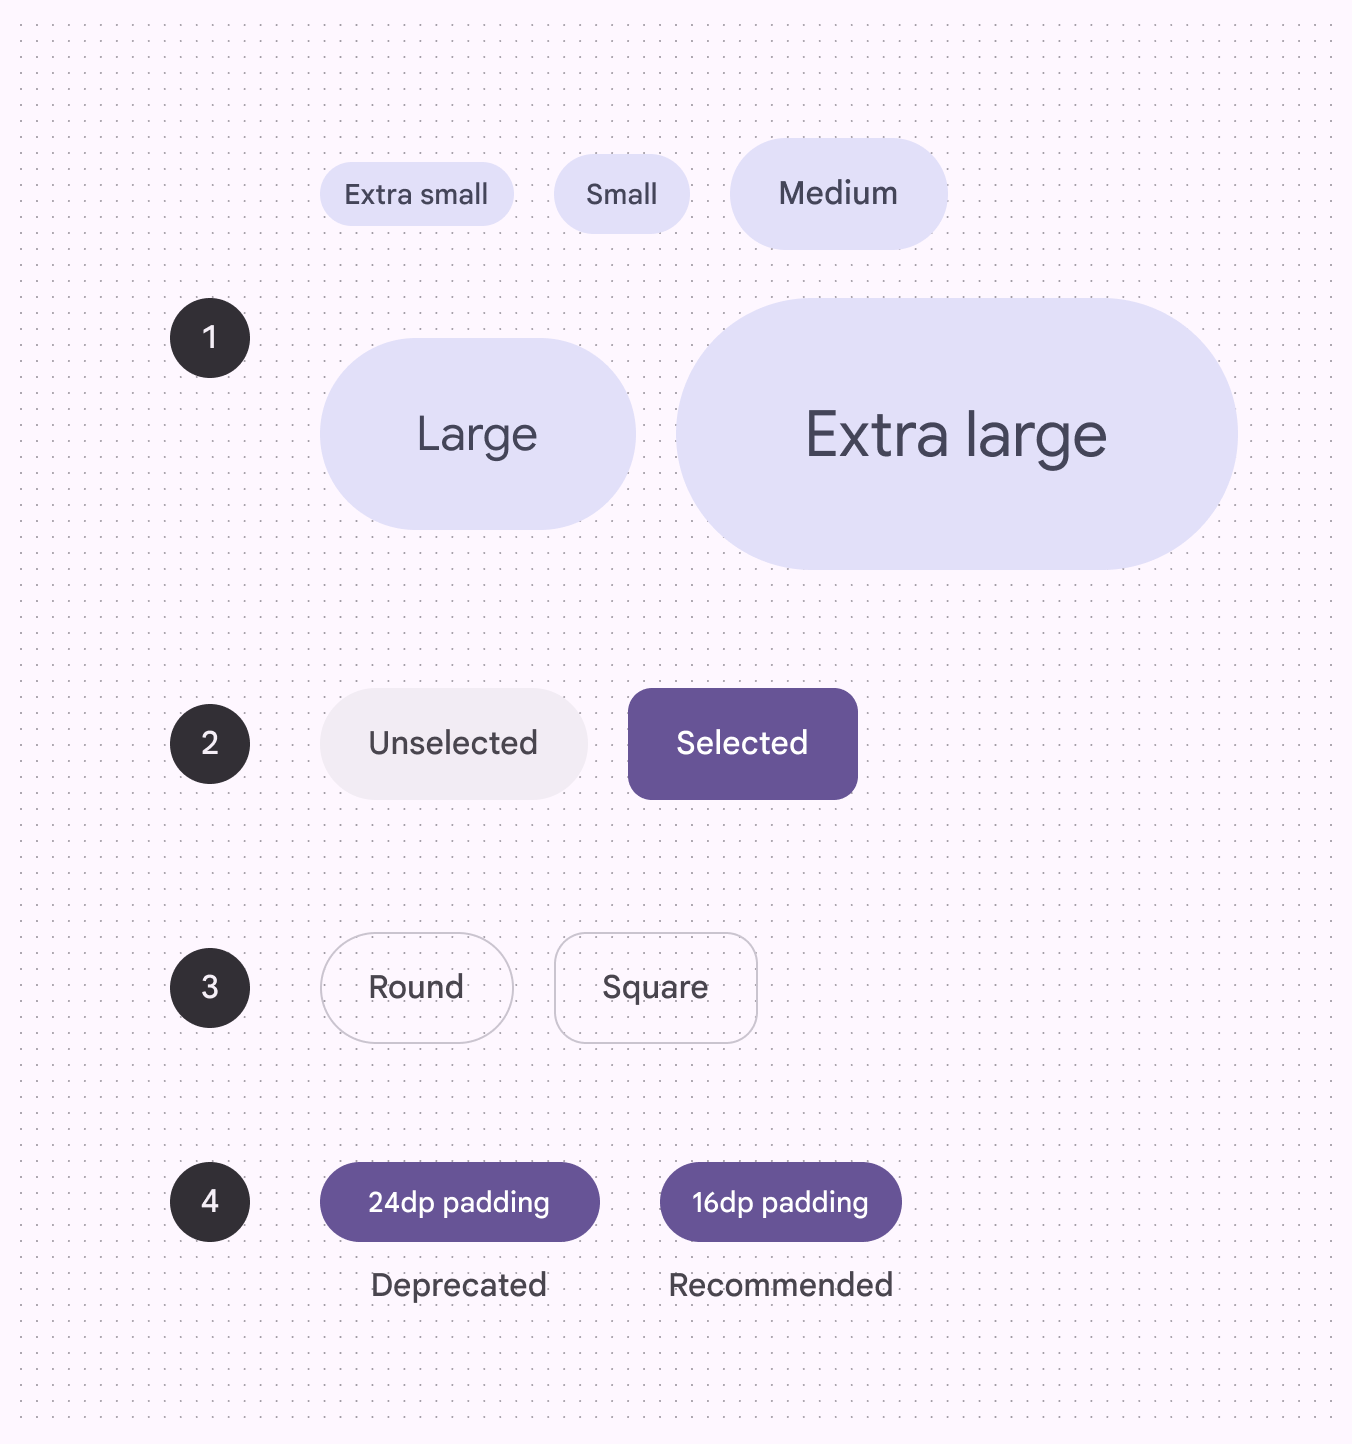 Extra small
Small
Medium
1
Large
Extra large
2
Unselected
Selected
3
Round
Square
4
24dp padding
16dp padding
Deprecated
Recommended